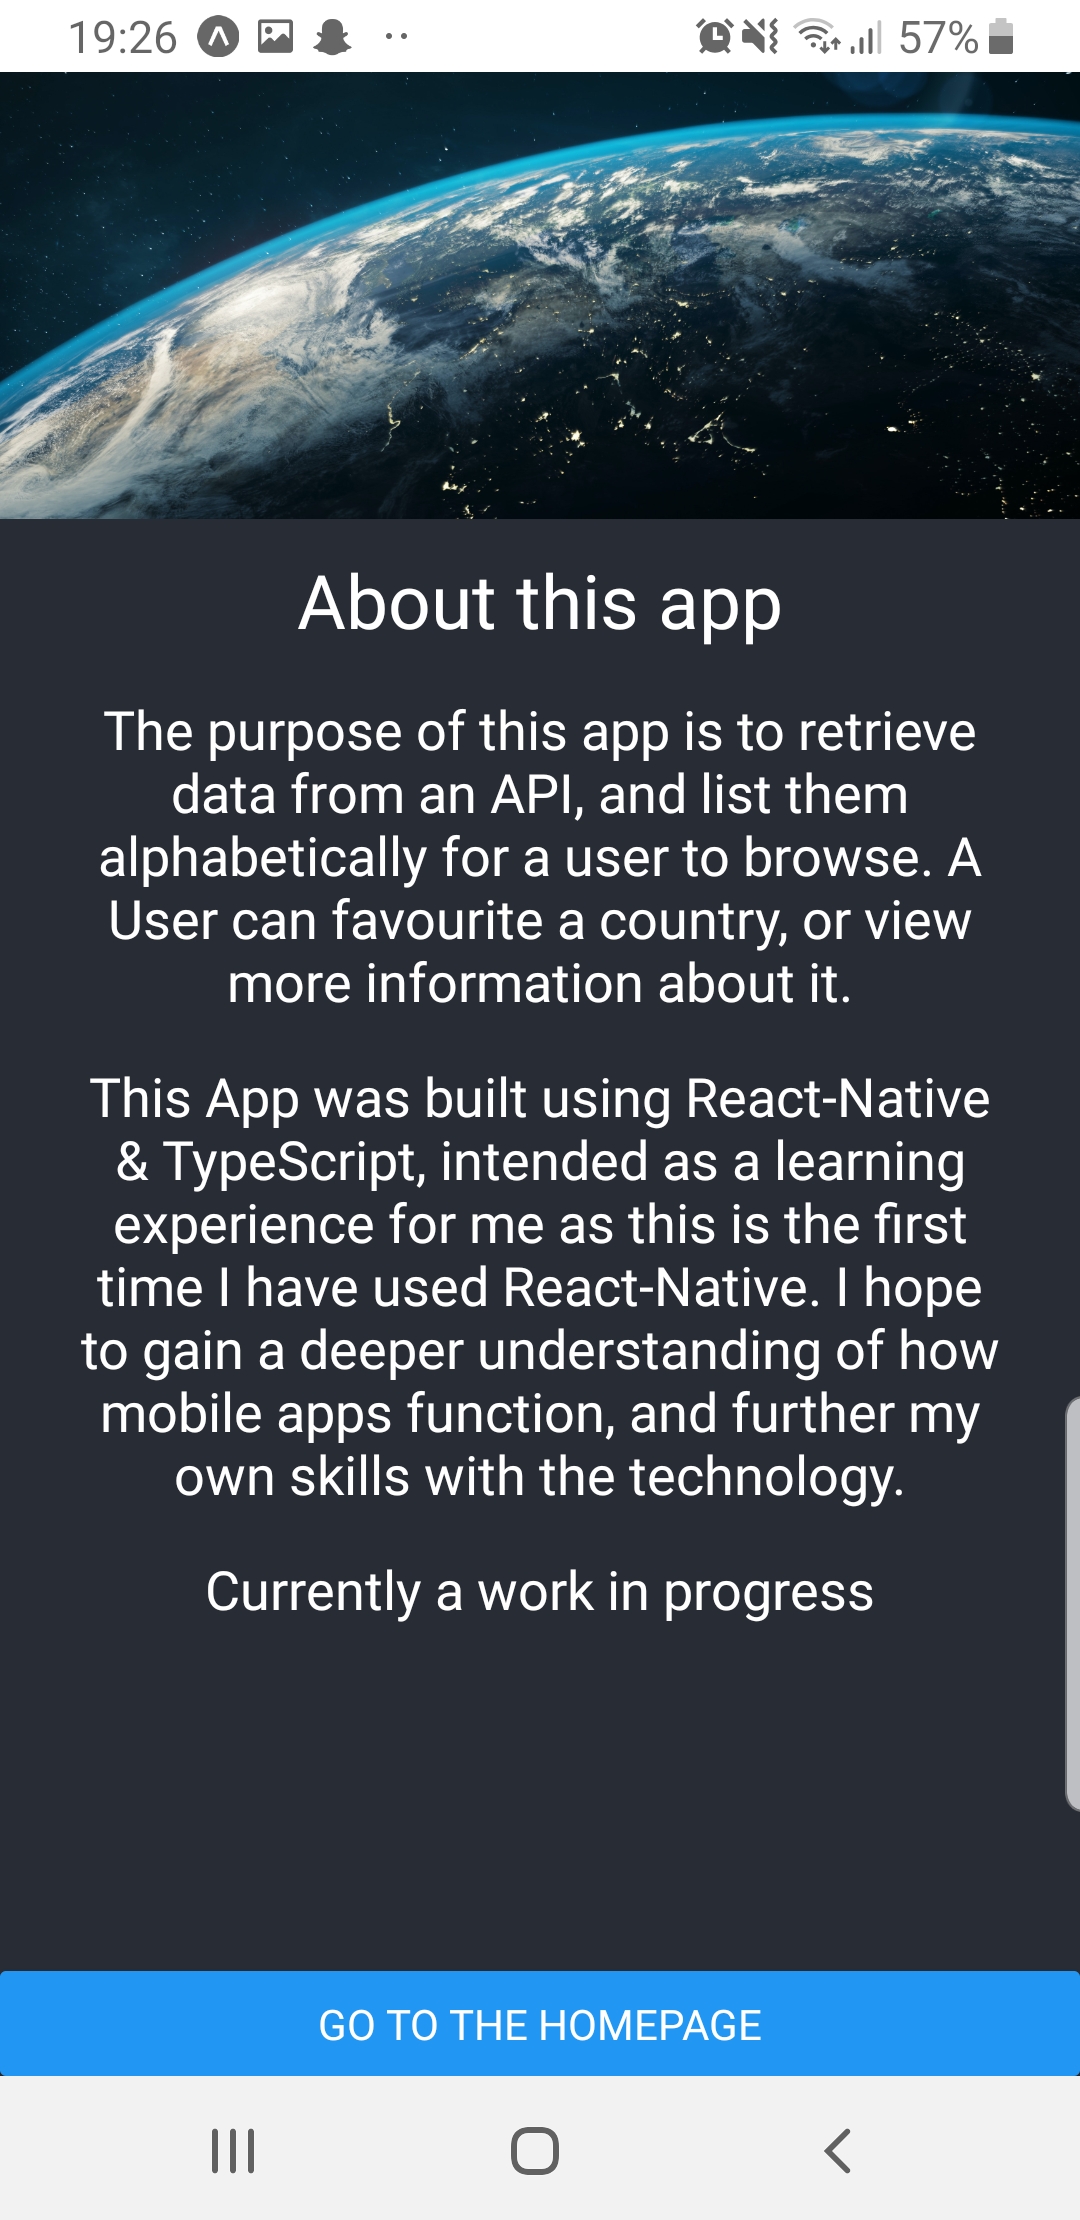 19:26
57%
About this app
The purpose of this app is to retrieve
data from an API, and list them
alphabetically for a user to browse. A
User can favourite a country, or view
more information about it.
This App was built using React-Native
& TypeScript, intended as a learning
experience for me as this is the first
time I have used React-Native. I hope
to gain a deeper understanding of how
mobile apps function, and further my
own skills with the technology.
Currently a work in progress
GO TO THE HOMEPAGE